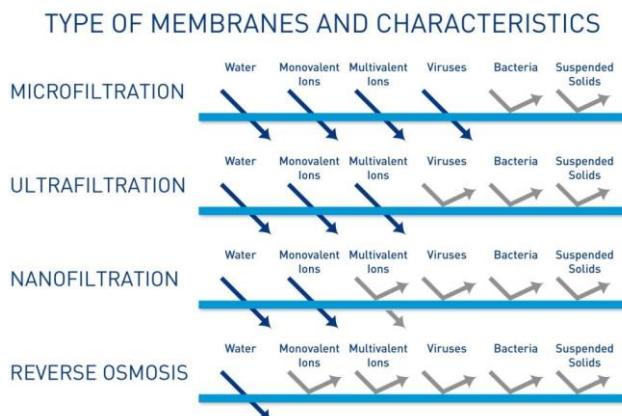 TYPE OF MEMBRANES AND CHARACTERISTICS
MICROFILTRATION
Water
Monovalent
Ions
Multivalent
Ions
Viruses
Bacteria
Suspended
Solids
ULTRAFILTRATION
Water
Monovalent
Ions
Multivalent
Ions
Viruses
Bacteria
Suspended
Solids
NANOFILTRATION
Water
Monovalent
Ions
Multivalent
Ions
Viruses
Bacteria
Suspended
Solids
REVERSE OSMOSIS
Water
Monovalent
Ions
Multivalent
Ions
Viruses
Bacteria
Suspended
Solids